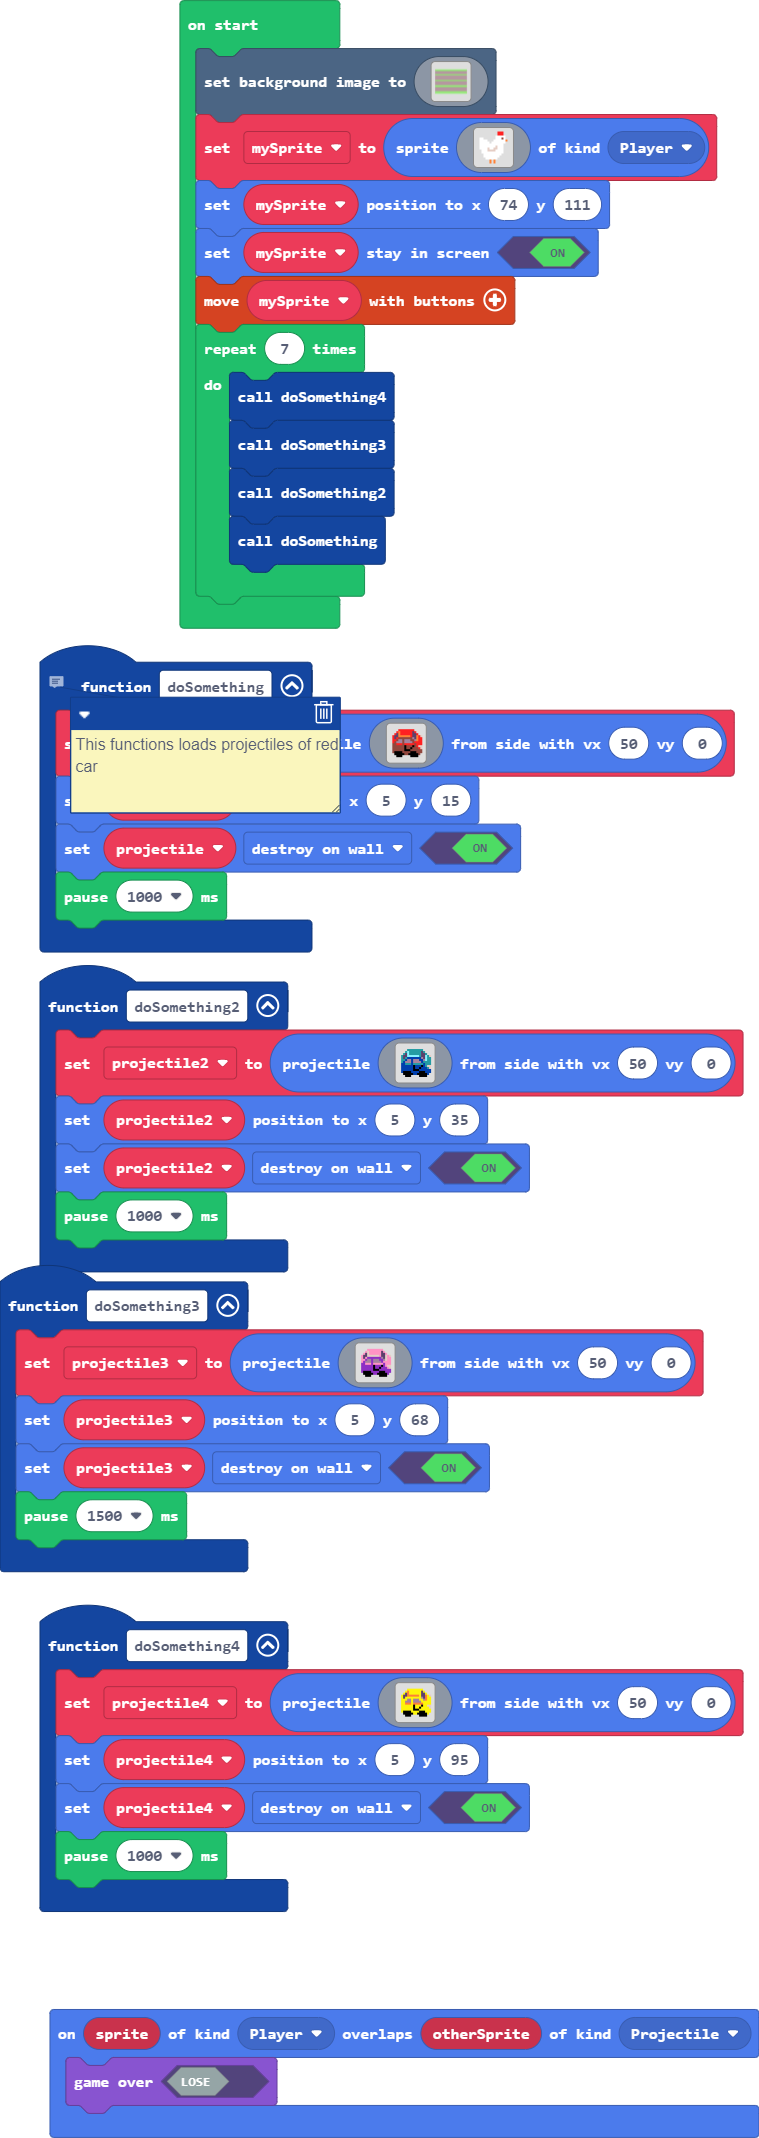 on start
set background image to
set mySprite to sprite of kind Player
set mySprite position to x 74 y 111
set mySprite stay in screen ON
move mySprite with buttons
repeat 7 times
do
call doSomething4
call doSomething3
call doSomething2
call doSomething
function doSomething
This functions loads projectiles of red
car
from side with vx 50 vy 0
x 5 y 15
set projectile destroy on wall ON
pause 1000 ms
function doSomething2
set projectile2 to projectile from side with vx 50 vy 0
set projectile2 position to x 5 y 35
set projectile2 destroy on wall ON
pause 1000 ms
function doSomething3
set projectile3 to projectile from side with vx 50 vy 0
set projectile3 position to x 5 y 68
set projectile3 destroy on wall ON
pause 1500 ms
function doSomething4
set projectile4 to projectile from side with vx 50 vy 0
set projectile4 position to x 5 y 95
set projectile4 destroy on wall ON
pause 1000 ms
on sprite of kind Player overlaps otherSprite of kind Projectile
game over LOSE